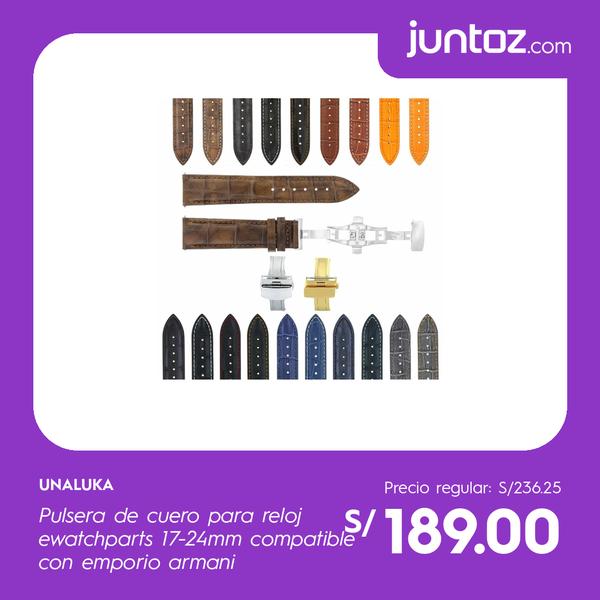 juntoz.com
UNALUKA
Pulsera de cuero para reloj
ewatchparts 17-24mm compatible
con emporio armani
Precio regular: S/236.25
S/189.00